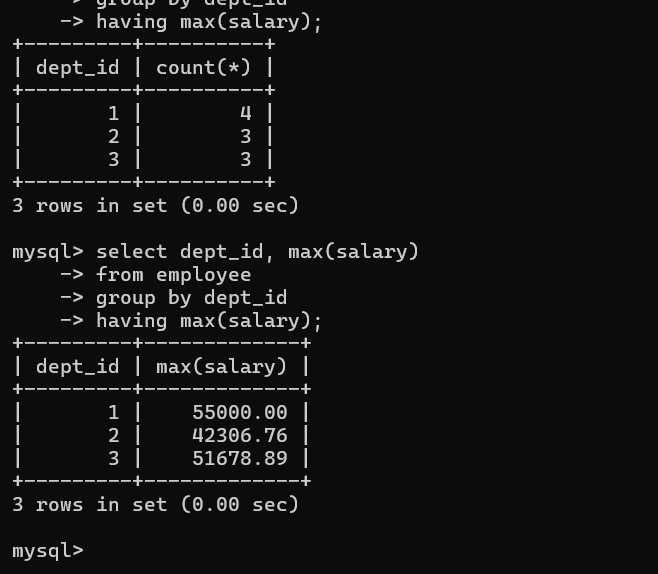 -> group by dept_id
    -> having max(salary);
+---------+----------+
| dept_id | count(*) |
+---------+----------+
|       1 |        4 |
|       2 |        3 |
|       3 |        3 |
+---------+----------+
3 rows in set (0.00 sec)

mysql> select dept_id, max(salary)
    -> from employee
    -> group by dept_id
    -> having max(salary);
+---------+-------------+
| dept_id | max(salary) |
+---------+-------------+
|       1 |    55000.00 |
|       2 |    42306.76 |
|       3 |    51678.89 |
+---------+-------------+
3 rows in set (0.00 sec)

mysql>